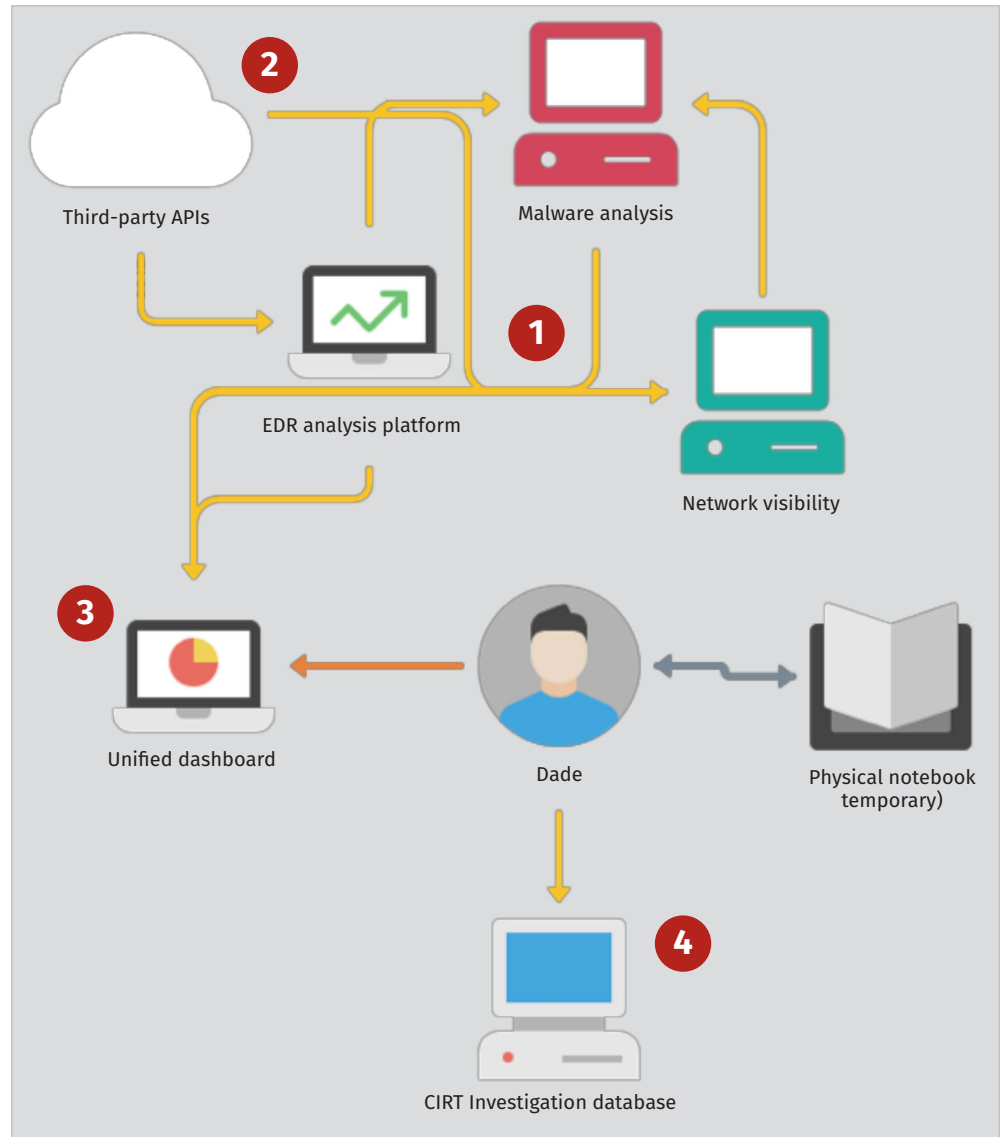 2
Third-party APIs
Malware analysis
1
EDR analysis platform
Network visibility
3
Unified dashboard
Dade
Physical notebook
temporary)
4
CIRT Investigation database